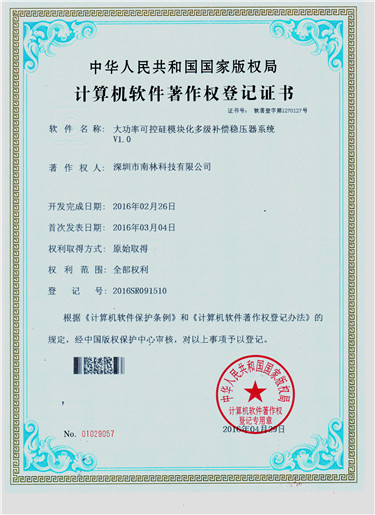 中华人民共和国国家版权局
计算机软件著作权登记证书
证书号: 软著登字第1270127号
软件名称: 大功率可控硅模块化多级补偿稳压器系统
V1.0
著作权人: 深圳市南林科技有限公司
开发完成日期: 2016年02月26日
首次发表日期: 2016年03月04日
权利取得方式: 原始取得
权利范围: 全部权利
登记号: 2016SR091510
根据《计算机软件保护条例》和《计算机软件著作权登记办法》的
规定,经中国版权保护中心审核,对以上事项予以登记。
中华人民共和国国家版权局
计算机软件著作权
登记专用章
2016年04月29日
No. 01028057